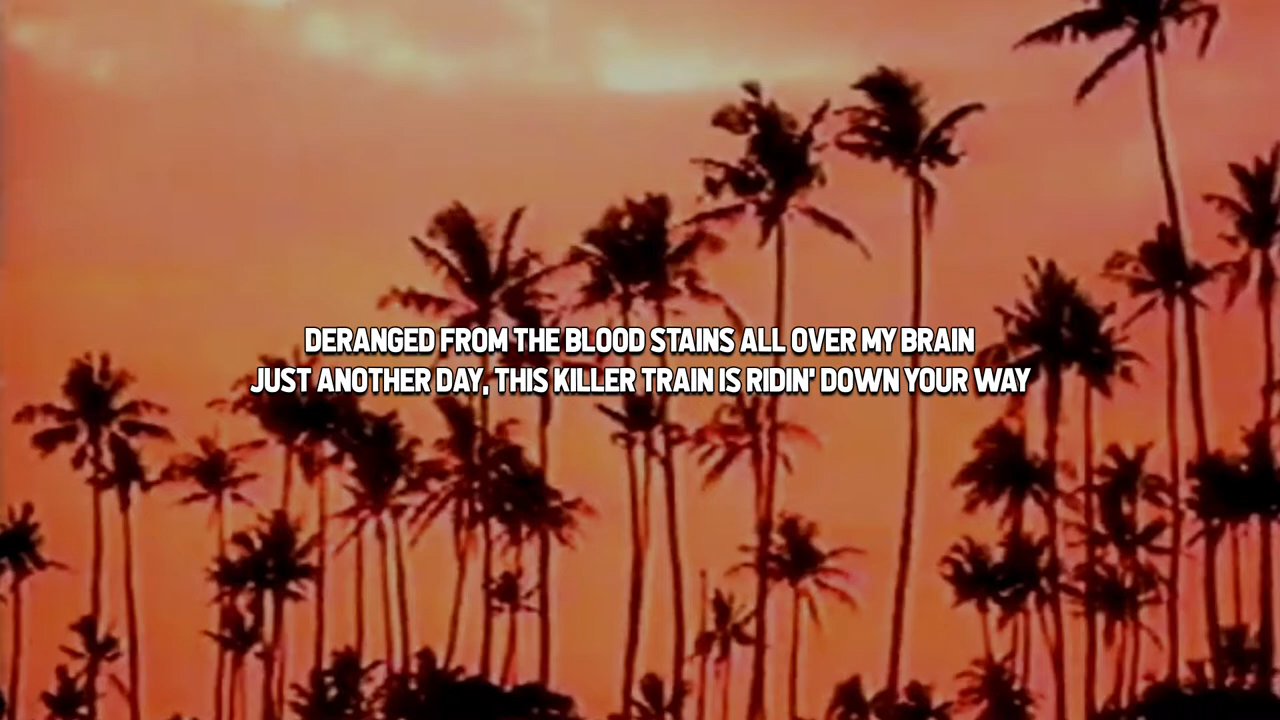 DERANGED FROM THE BLOOD STAINS ALL OVER MY BRAIN
JUST ANOTHER DAY, THIS KILLER TRAIN IS RIDIN' DOWN YOUR WAY